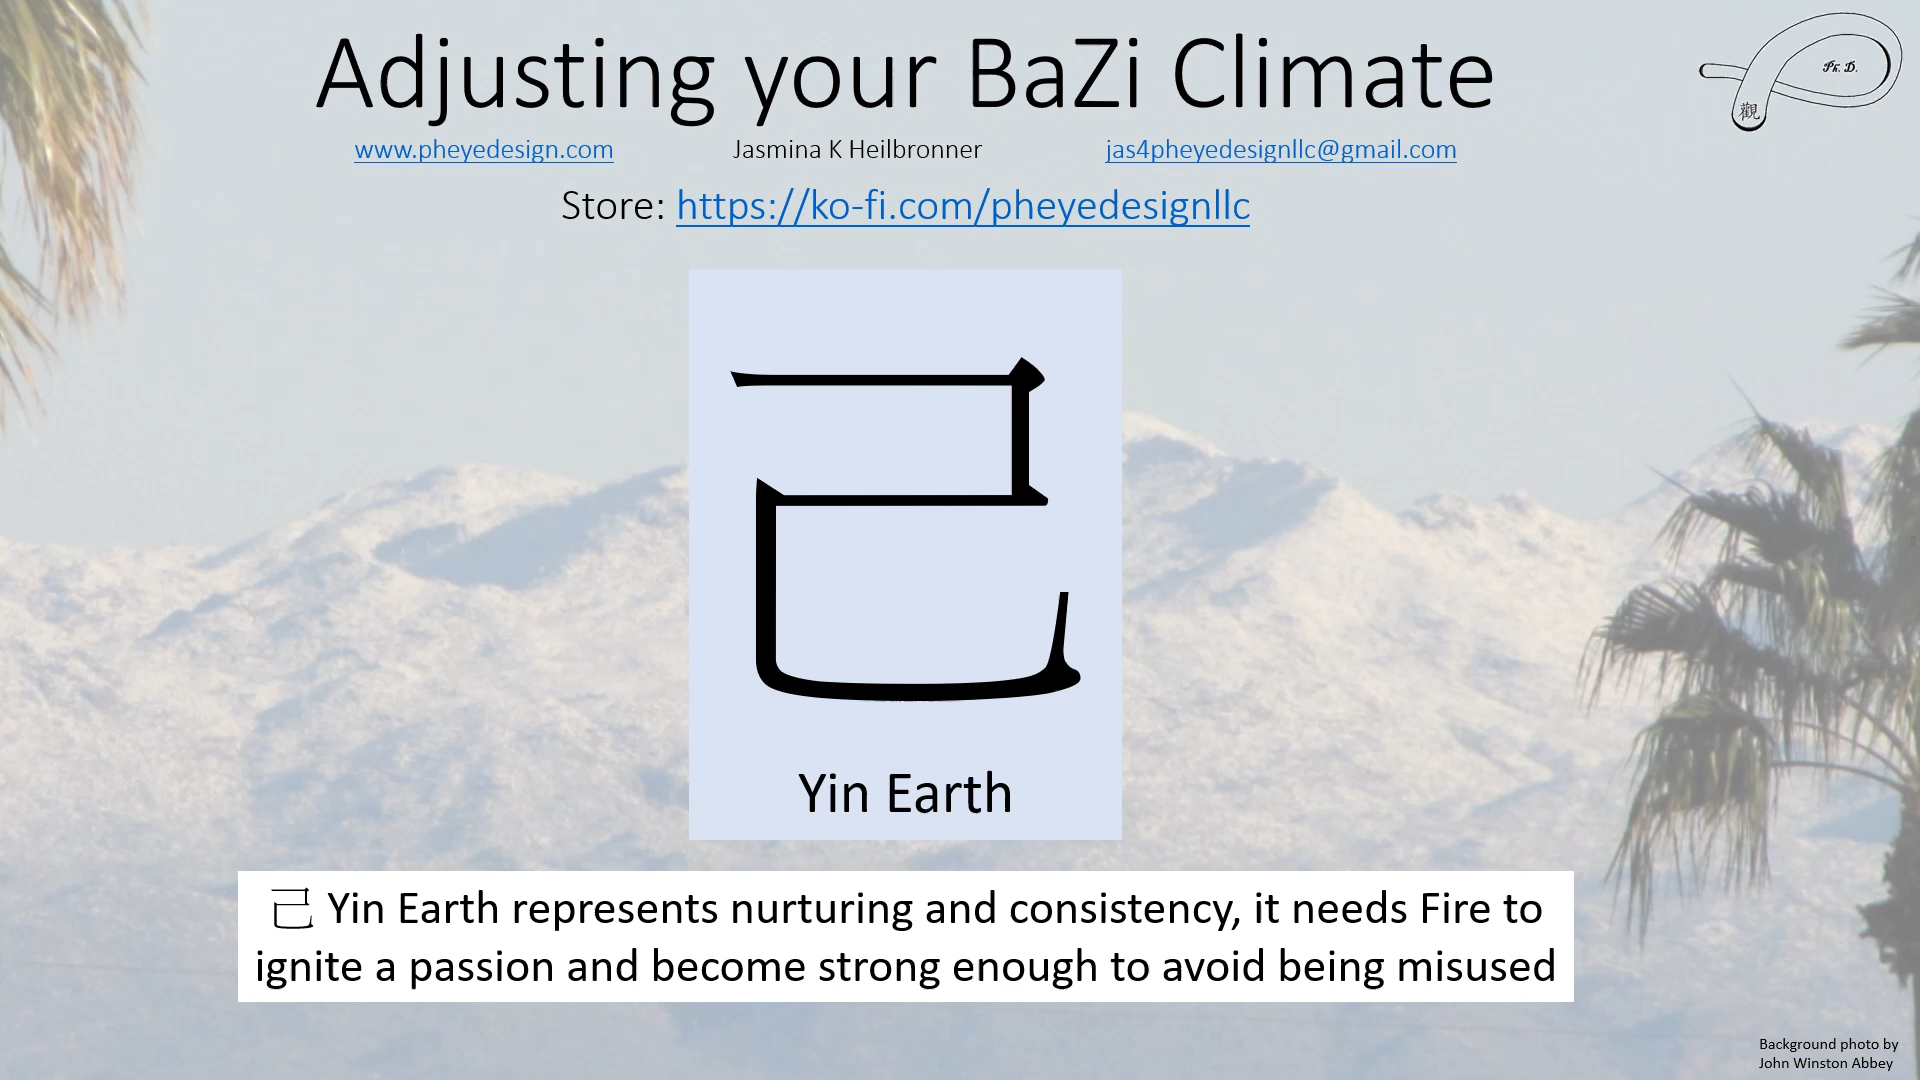 Adjusting your BaZi Climate
Ph.D.
觀
www.pheyedesign.com Jasmina K Heilbronner jas4pheyedesignllc@gmail.com
Store: https://ko-fi.com/pheyedesignllc
己
Yin Earth
己 Yin Earth represents nurturing and consistency, it needs Fire to
ignite a passion and become strong enough to avoid being misused
Background photo by
John Winston Abbey